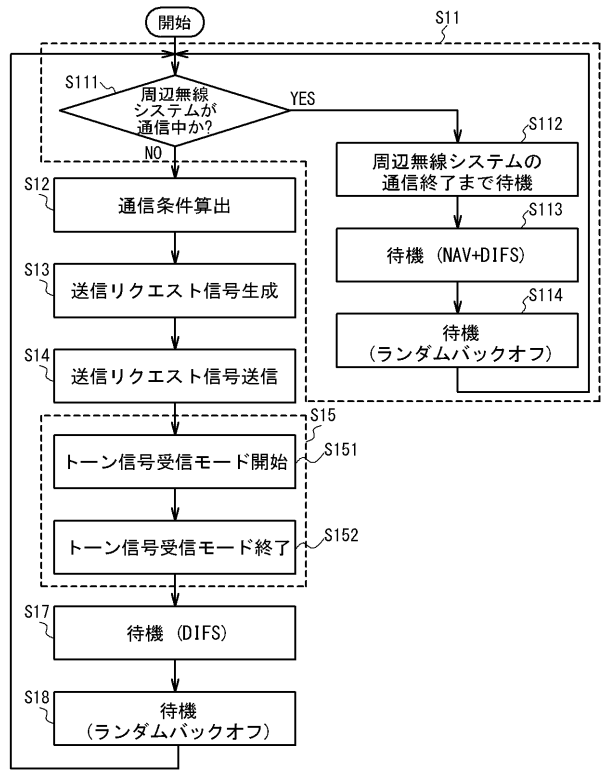 開始
S11
S111
周辺無線
システムが
通信中か?
YES
NO
S112
周辺無線システムの
通信終了まで待機
S12
通信条件算出
S113
待機 (NAV+DIFS)
S13
送信リクエスト信号生成
S114
待機
(ランダムバックオフ)
S14
送信リクエスト信号送信
S15
S151
トーン信号受信モード開始
S152
トーン信号受信モード終了
S17
待機 (DIFS)
S18
待機
(ランダムバックオフ)